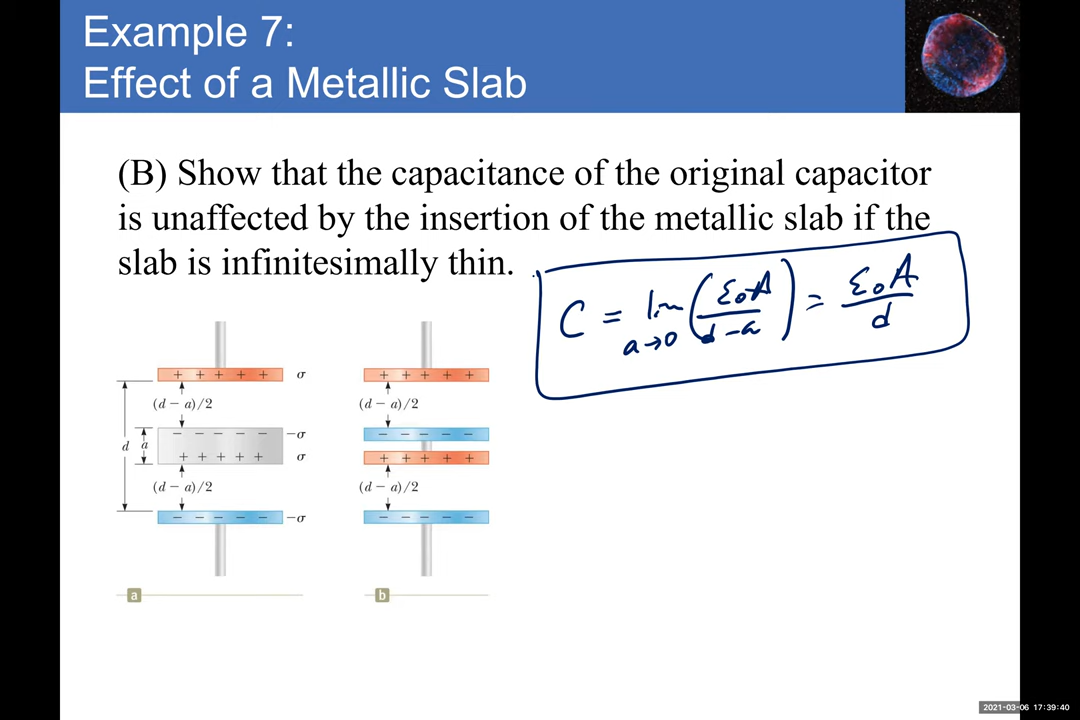 Example 7:
Effect of a Metallic Slab
(B) Show that the capacitance of the original capacitor
is unaffected by the insertion of the metallic slab if the
slab is infinitesimally thin.
C = lim a→0 (ε₀A / d-a) = ε₀A / d
+ + + + + σ
(d − a)/2
− − − − − −σ
d a
+ + + + + σ
(d − a)/2
− − − − − −σ
a
+ + + + +
(d − a)/2
− − − − −
+ + + + +
(d − a)/2
− − − − −
b
2021-03-06 17:39:40